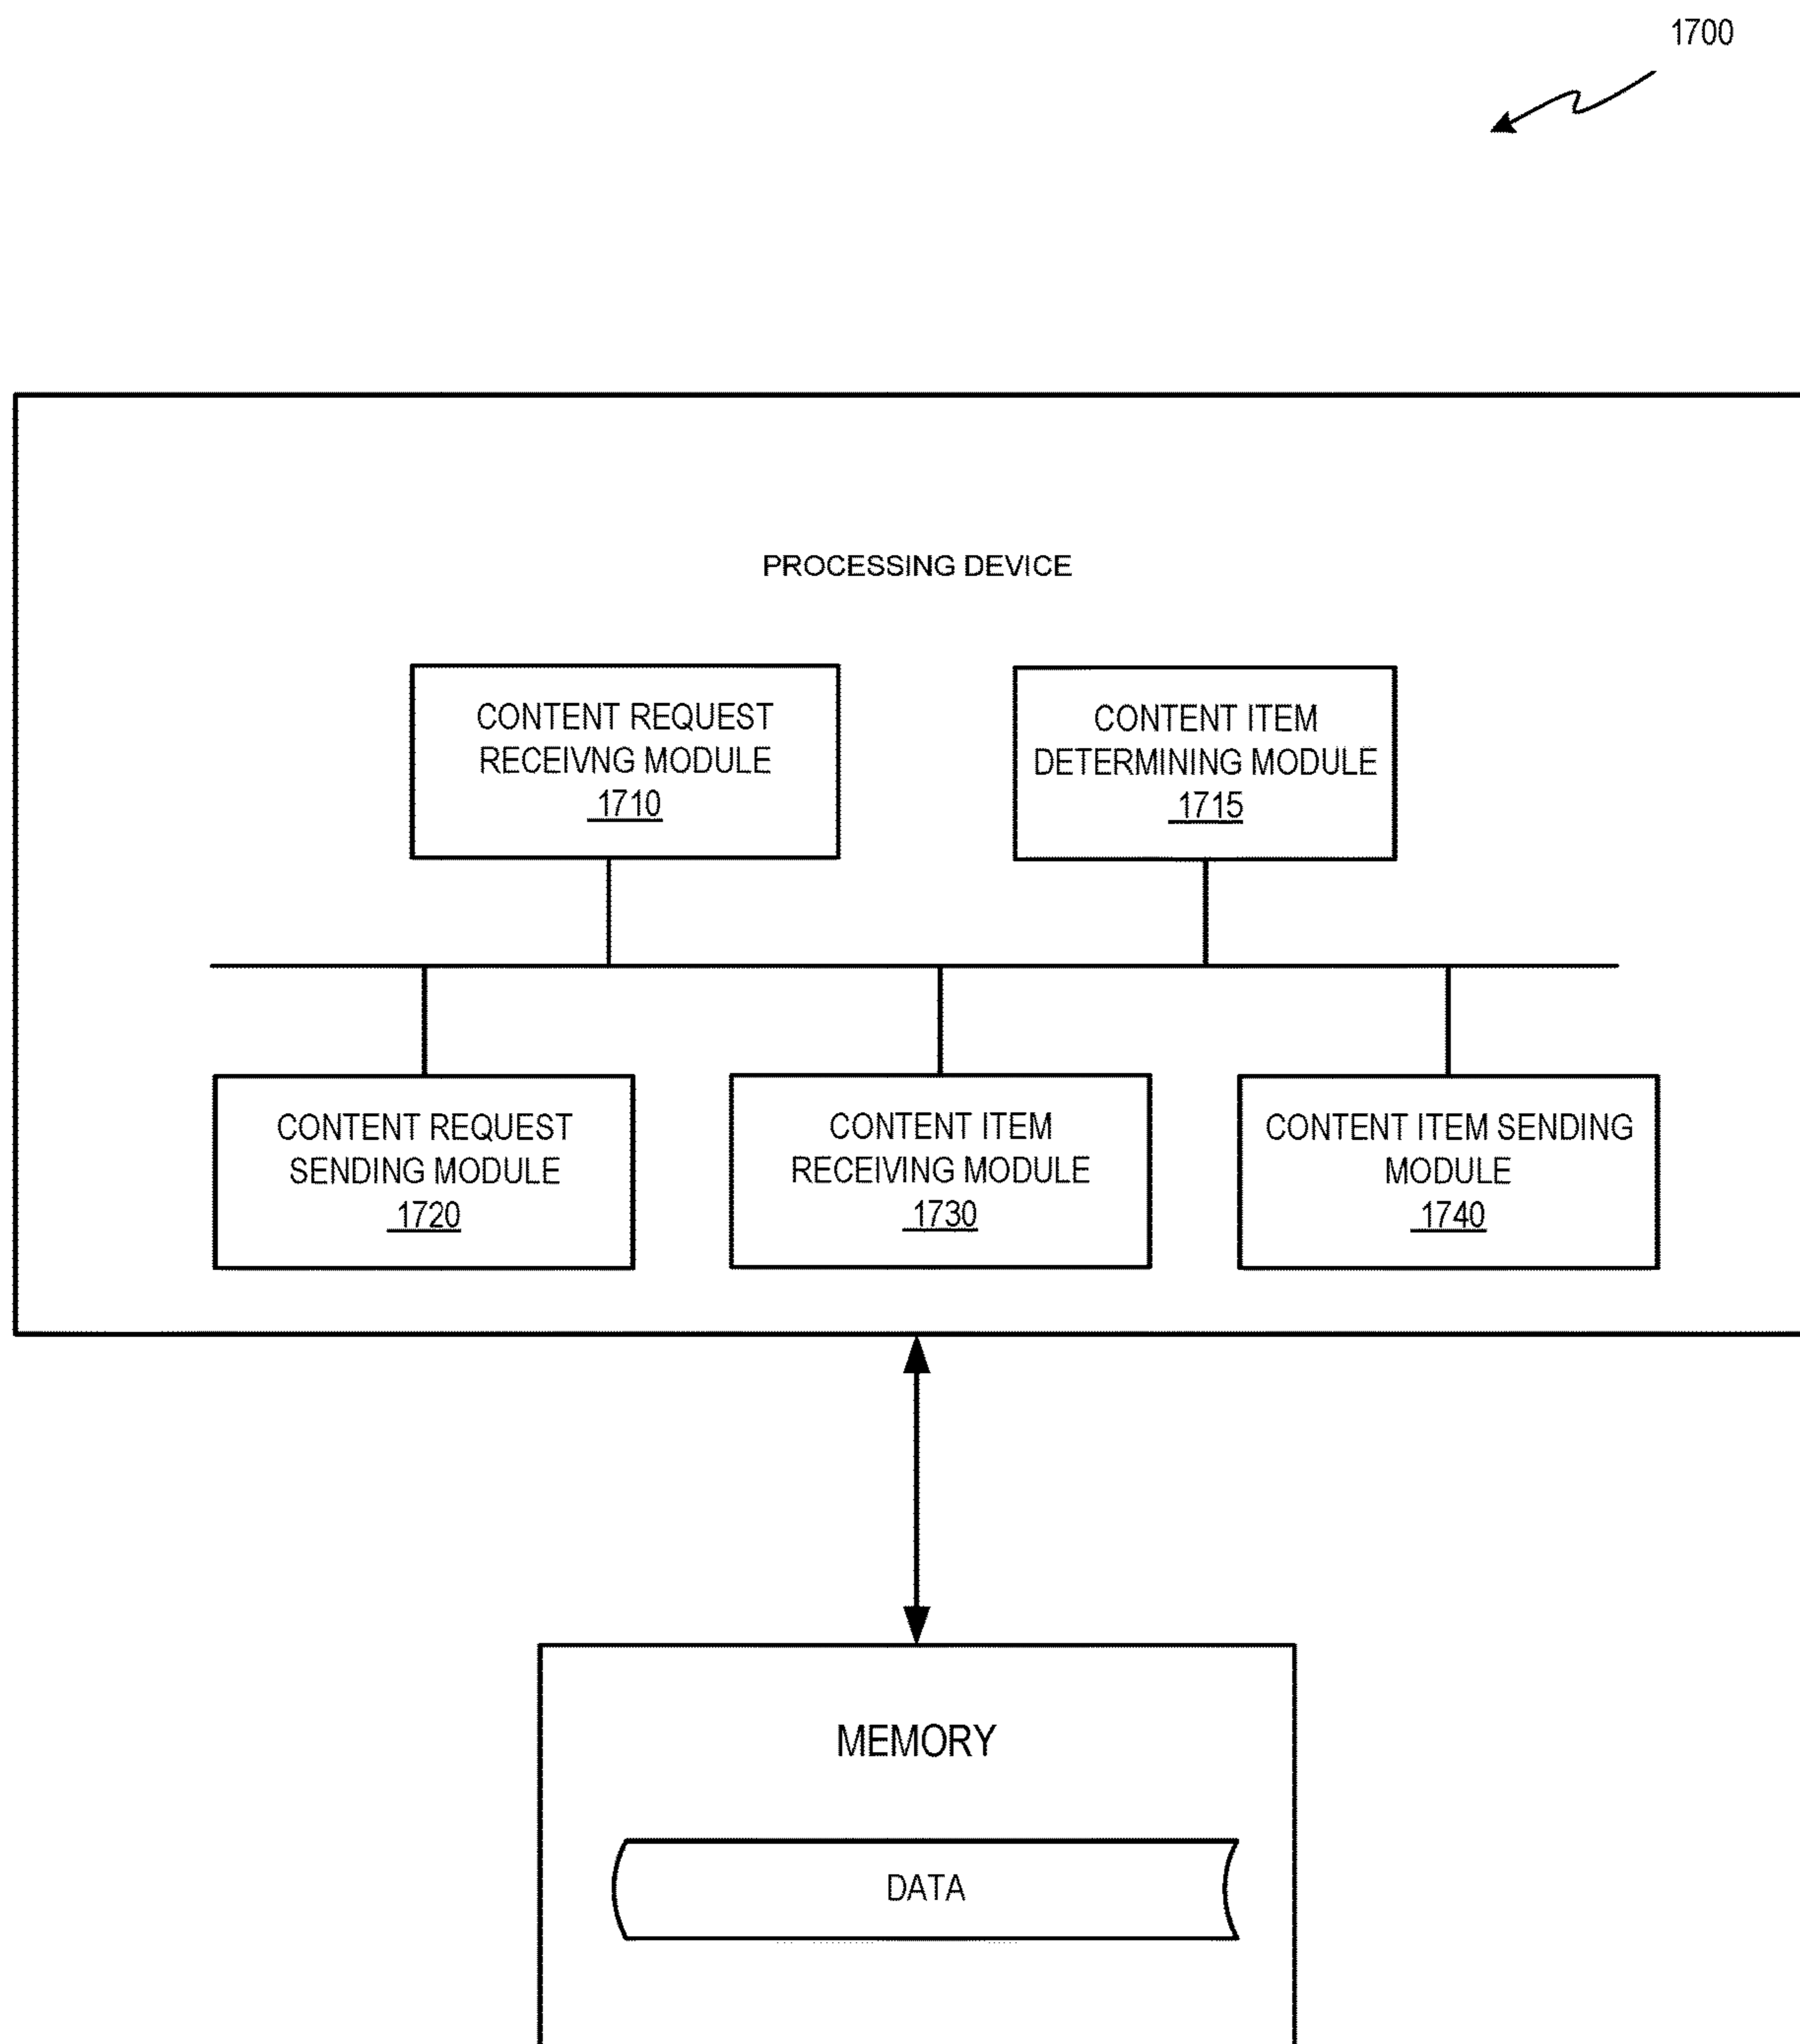 1700
PROCESSING DEVICE
CONTENT REQUEST
RECEIVNG MODULE
1710
CONTENT ITEM
DETERMINING MODULE
1715
CONTENT REQUEST
SENDING MODULE
1720
CONTENT ITEM
RECEIVING MODULE
1730
CONTENT ITEM SENDING
MODULE
1740
MEMORY
DATA